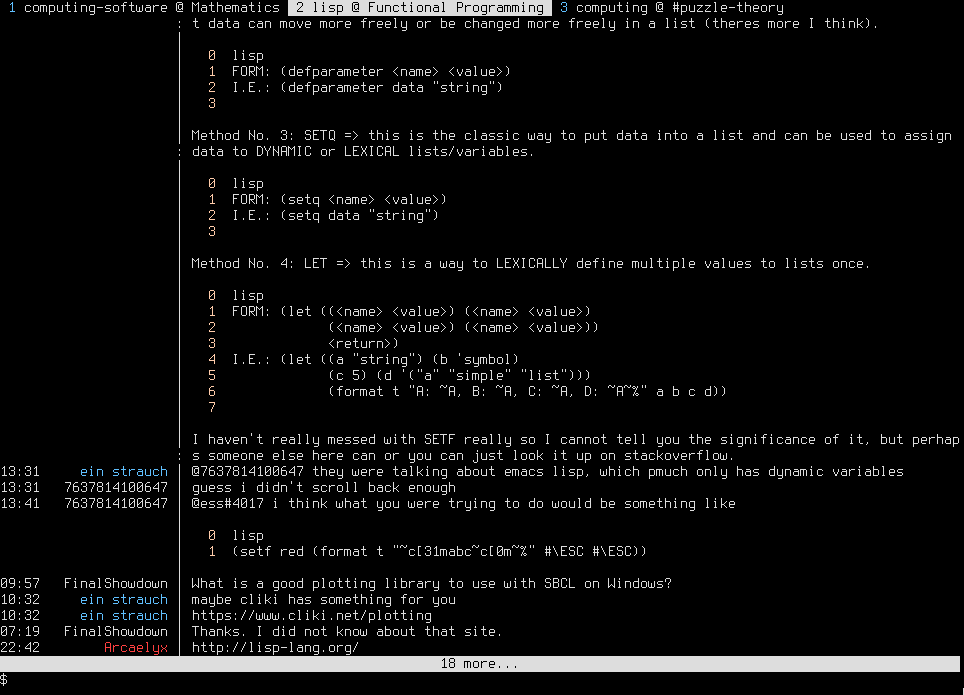 1 computing-software @ Mathematics 2 lisp @ Functional Programming 3 computing @ #puzzle-theory
: t data can move more freely or be changed more freely in a list (theres more I think).
0 lisp
1 FORM: (defparameter <name> <value>)
2 I.E.: (defparameter data "string")
3
Method No. 3: SETQ => this is the classic way to put data into a list and can be used to assign
: data to DYNAMIC or LEXICAL lists/variables.
0 lisp
1 FORM: (setq <name> <value>)
2 I.E.: (setq data "string")
3
Method No. 4: LET => this is a way to LEXICALLY define multiple values to lists once.
0 lisp
1 FORM: (let ((<name> <value>) (<name> <value>)
2 (<name> <value>) (<name> <value>))
3 <return>)
4 I.E.: (let ((a "string") (b 'symbol)
5 (c 5) (d '("a" "simple" "list")))
6 (format t "A: ~A, B: ~A, C: ~A, D: ~A~%" a b c d))
7
I haven't really messed with SETF really so I cannot tell you the significance of it, but perhap
: s someone else here can or you can just look it up on stackoverflow.
13:31 ein strauch @7637814100647 they were talking about emacs lisp, which pmuch only has dynamic variables
13:31 7637814100647 guess i didn't scroll back enough
13:41 7637814100647 @ess#4017 i think what you were trying to do would be something like
0 lisp
1 (setf red (format t "~c[31mabc~c[0m~%" #\ESC #\ESC))
09:57 FinalShowdown What is a good plotting library to use with SBCL on Windows?
10:32 ein strauch maybe cliki has something for you
10:32 ein strauch https://www.cliki.net/plotting
07:19 FinalShowdown Thanks. I did not know about that site.
22:42 Arcaelyx http://lisp-lang.org/
18 more...
$